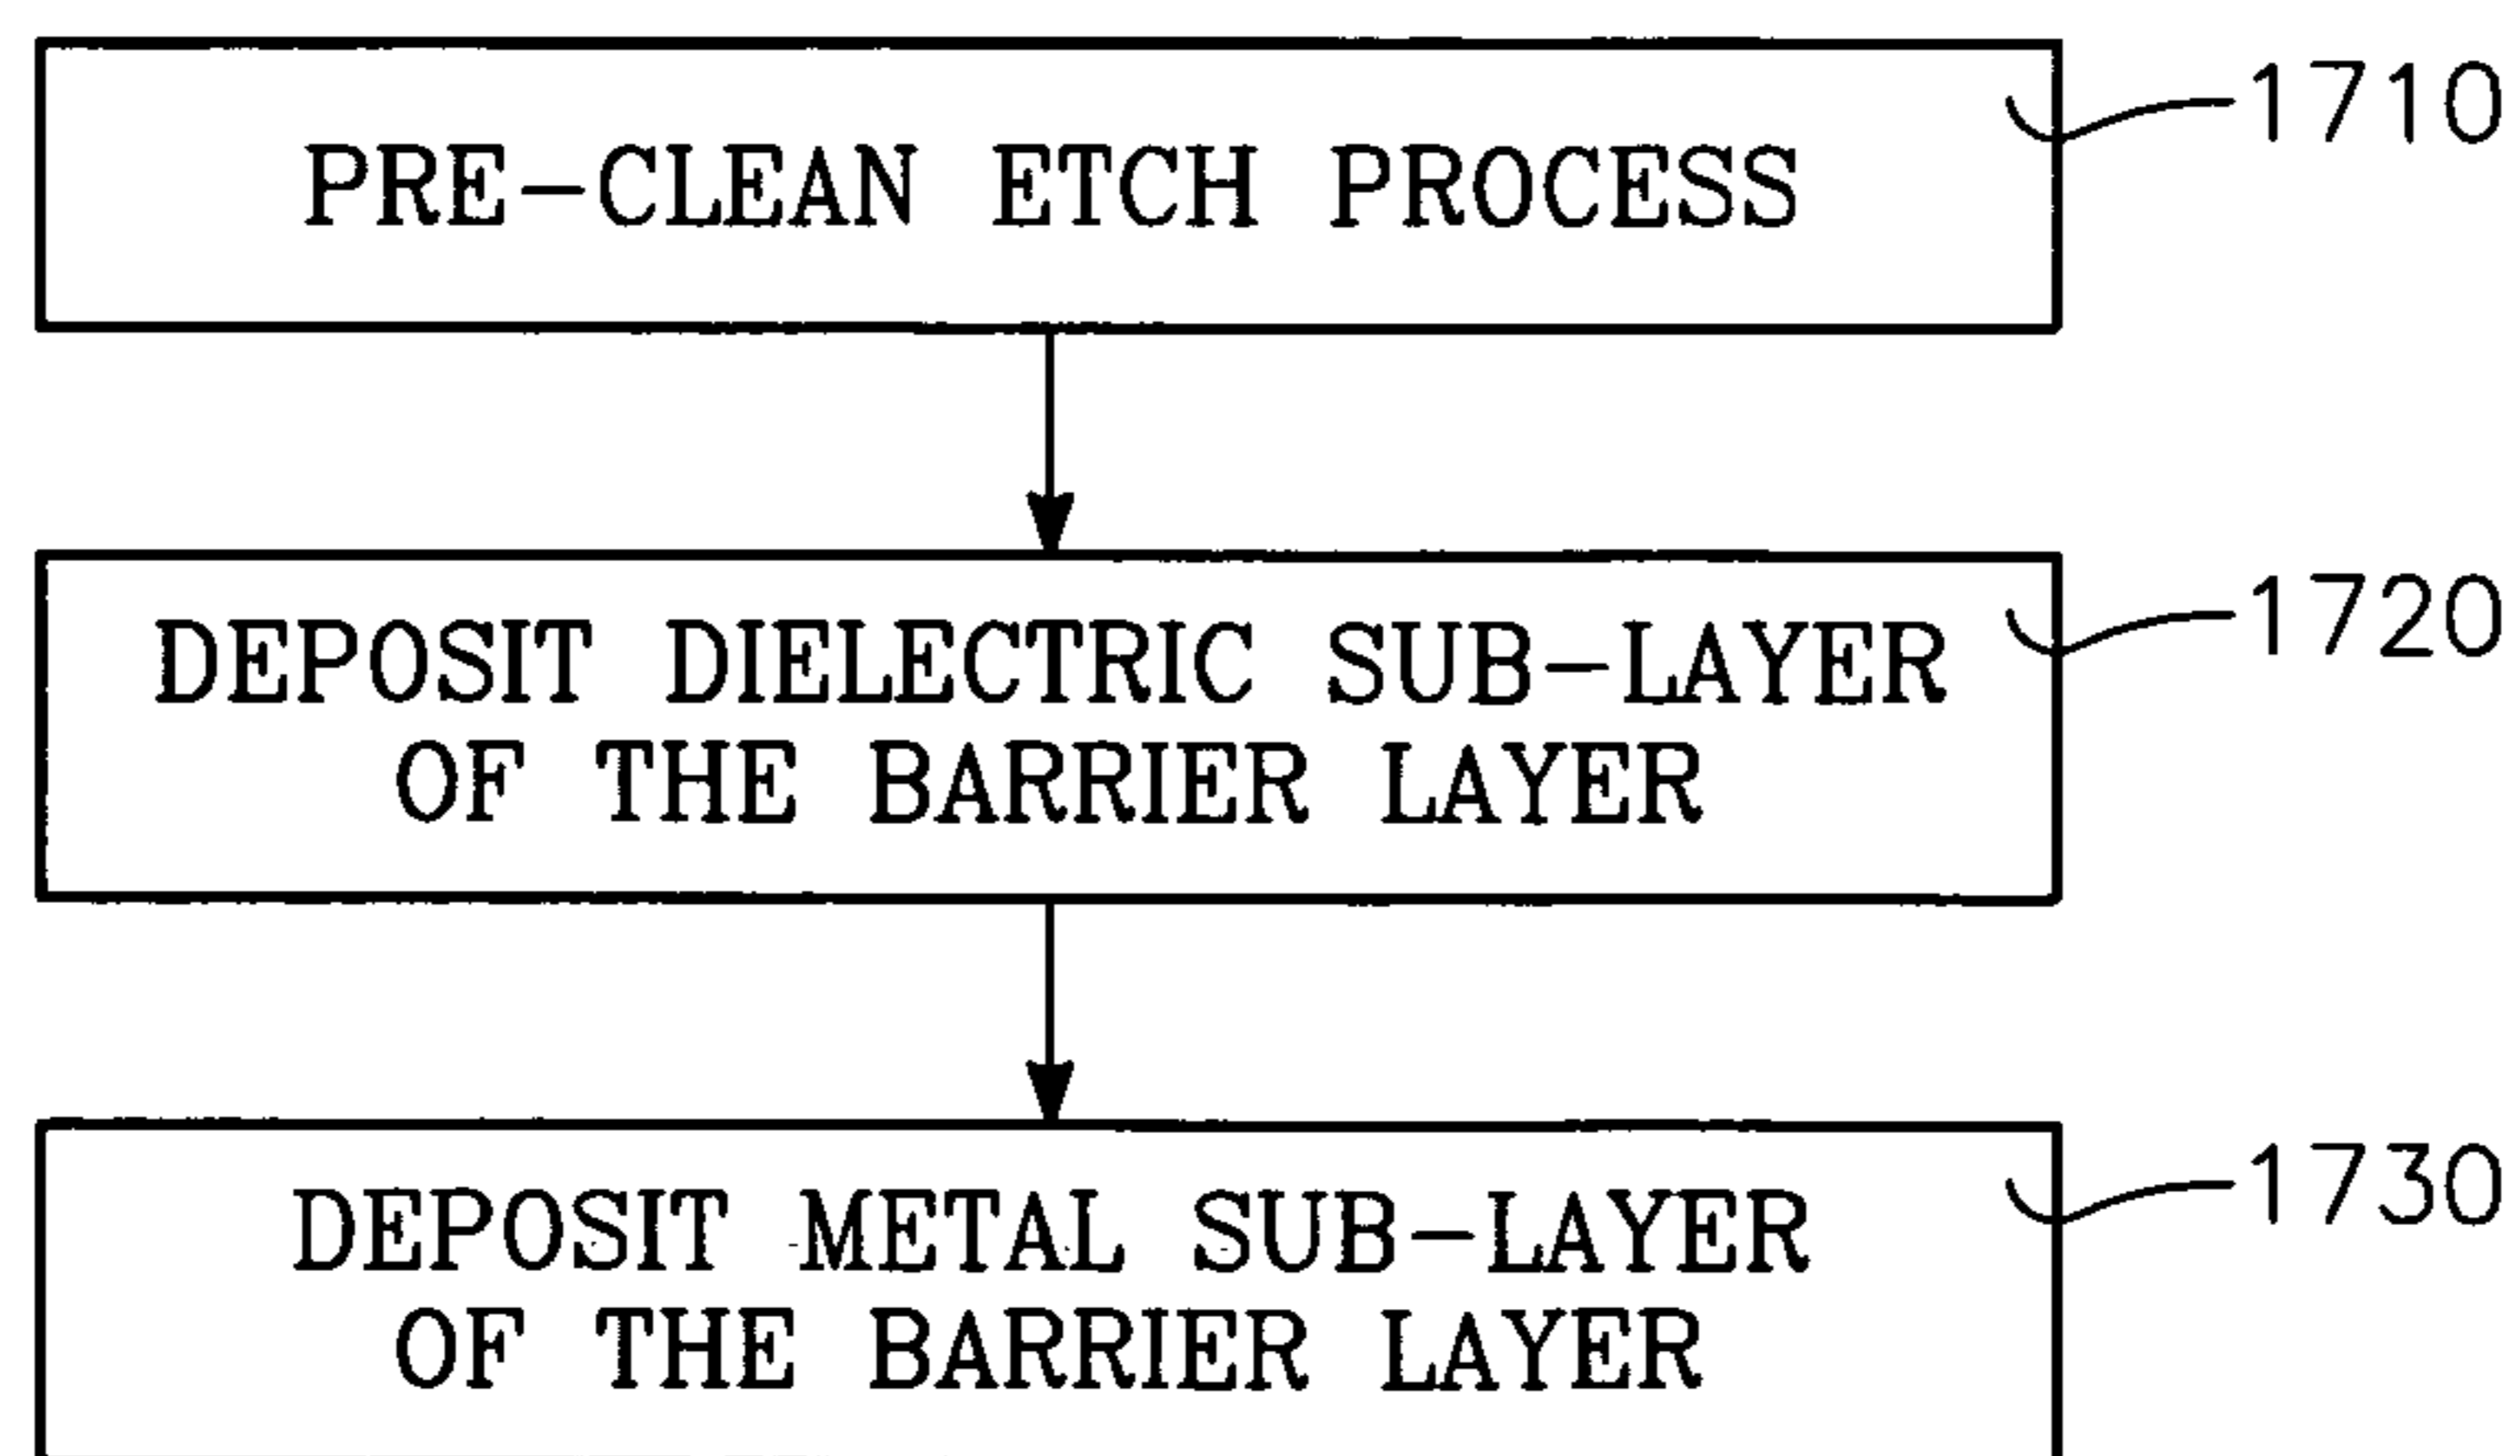 1710
PRE-CLEAN ETCH PROCESS
1720
DEPOSIT DIELECTRIC SUB-LAYER
OF THE BARRIER LAYER
1730
DEPOSIT METAL SUB-LAYER
OF THE BARRIER LAYER